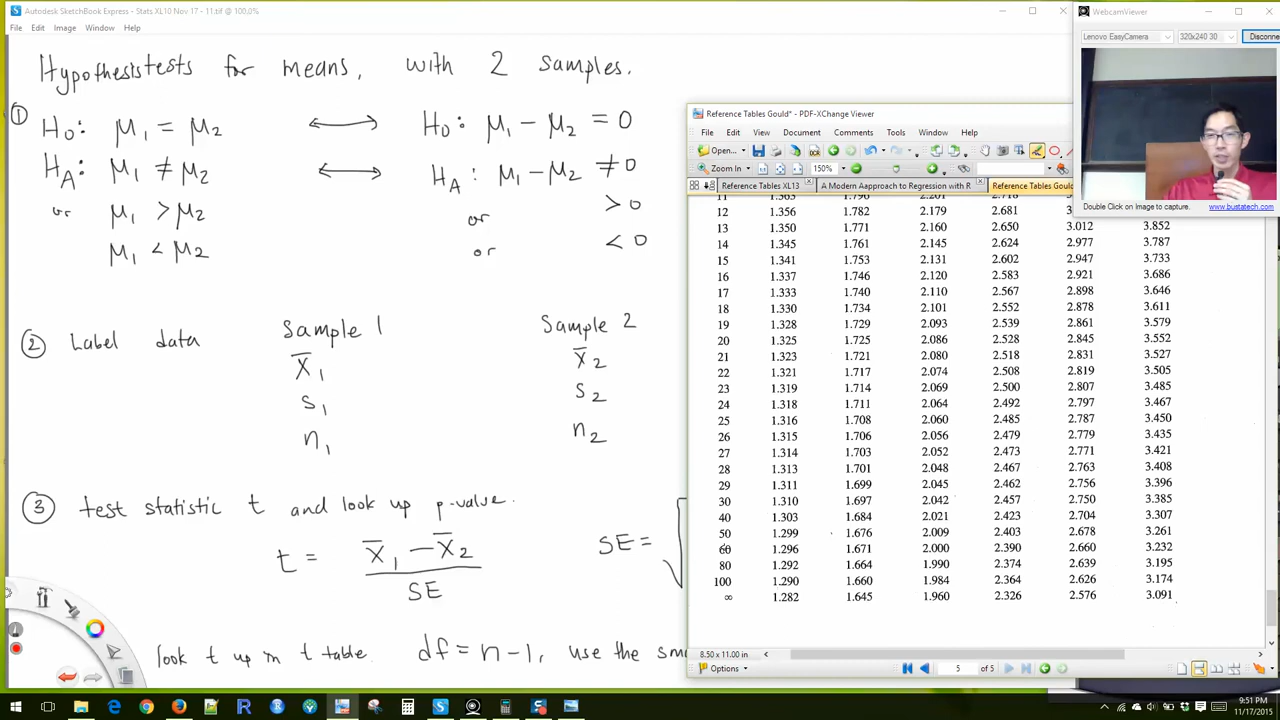 Autodesk SketchBook Express - Stats XL10 Nov 17 - 11.tif @ 100,0%
File Edit Image Window Help
Hypothesis tests for means, with 2 samples.
① H0: μ1 = μ2 ⟷ H0: μ1 − μ2 = 0
HA: μ1 ≠ μ2 ⟷ HA: μ1 − μ2 ≠ 0
or μ1 > μ2 or > 0
μ1 < μ2 or < 0
② Label data Sample 1 Sample 2
x̄1 x̄2
s1 s2
n1 n2
③ test statistic t and look up p-value.
t = x̄1 − x̄2 / SE SE = √
look t up in t table. df = n − 1, use the sm
WebcamViewer
Lenovo EasyCamera 320x240 30 Disconne
Double Click on Image to capture. www.bustatech.com
Reference Tables Gould* - PDF-XChange Viewer
File Edit View Document Comments Tools Window Help
Open...
Zoom In 150%
Reference Tables XL13 A Modern Aapproach to Regression with R Reference Tables Gould
11 1.363 1.796 2.201 2.718
12 1.356 1.782 2.179 2.681
13 1.350 1.771 2.160 2.650 3.012 3.852
14 1.345 1.761 2.145 2.624 2.977 3.787
15 1.341 1.753 2.131 2.602 2.947 3.733
16 1.337 1.746 2.120 2.583 2.921 3.686
17 1.333 1.740 2.110 2.567 2.898 3.646
18 1.330 1.734 2.101 2.552 2.878 3.611
19 1.328 1.729 2.093 2.539 2.861 3.579
20 1.325 1.725 2.086 2.528 2.845 3.552
21 1.323 1.721 2.080 2.518 2.831 3.527
22 1.321 1.717 2.074 2.508 2.819 3.505
23 1.319 1.714 2.069 2.500 2.807 3.485
24 1.318 1.711 2.064 2.492 2.797 3.467
25 1.316 1.708 2.060 2.485 2.787 3.450
26 1.315 1.706 2.056 2.479 2.779 3.435
27 1.314 1.703 2.052 2.473 2.771 3.421
28 1.313 1.701 2.048 2.467 2.763 3.408
29 1.311 1.699 2.045 2.462 2.756 3.396
30 1.310 1.697 2.042 2.457 2.750 3.385
40 1.303 1.684 2.021 2.423 2.704 3.307
50 1.299 1.676 2.009 2.403 2.678 3.261
60 1.296 1.671 2.000 2.390 2.660 3.232
80 1.292 1.664 1.990 2.374 2.639 3.195
100 1.290 1.660 1.984 2.364 2.626 3.174
∞ 1.282 1.645 1.960 2.326 2.576 3.091
8.50 x 11.00 in
Options 5 of 5
9:51 PM
11/17/2015